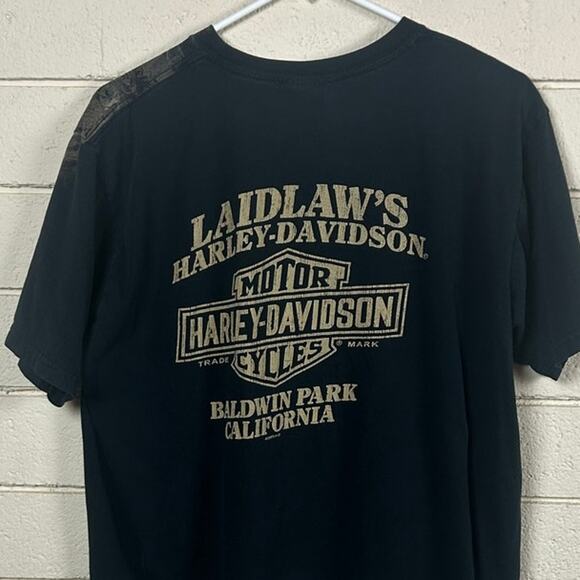 LAIDLAW'S
HARLEY-DAVIDSON®
MOTOR
HARLEY-DAVIDSON
CYCLES
TRADE ® MARK
BALDWIN PARK
CALIFORNIA